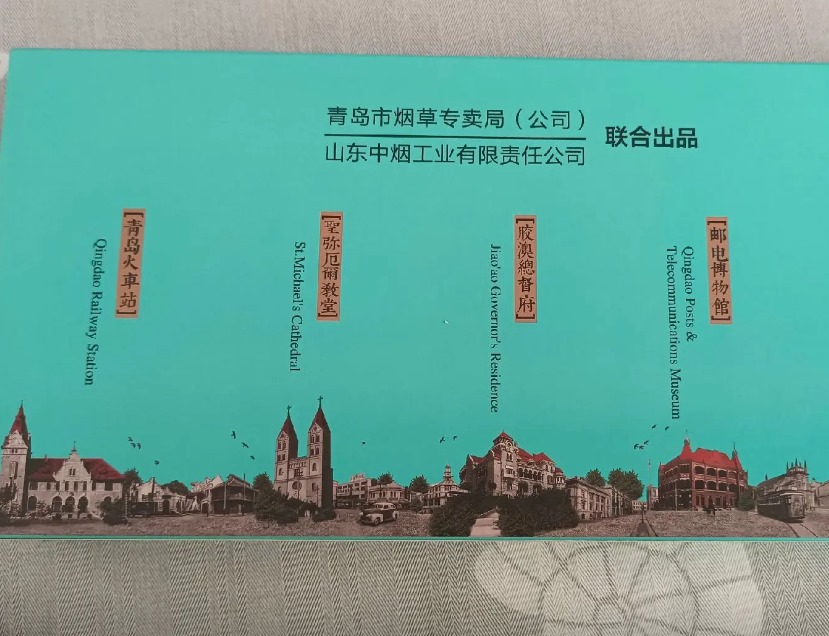 青岛市烟草专卖局（公司）
山东中烟工业有限责任公司
联合出品
【青岛火車站】
Qingdao Railway Station
【聖弥厄爾教堂】
St.Michael's Cathedral
【胶澳總督府】
Jiao'ao Governor's Residence
【邮电博物館】
Qingdao Posts &
Telecommunications Museum